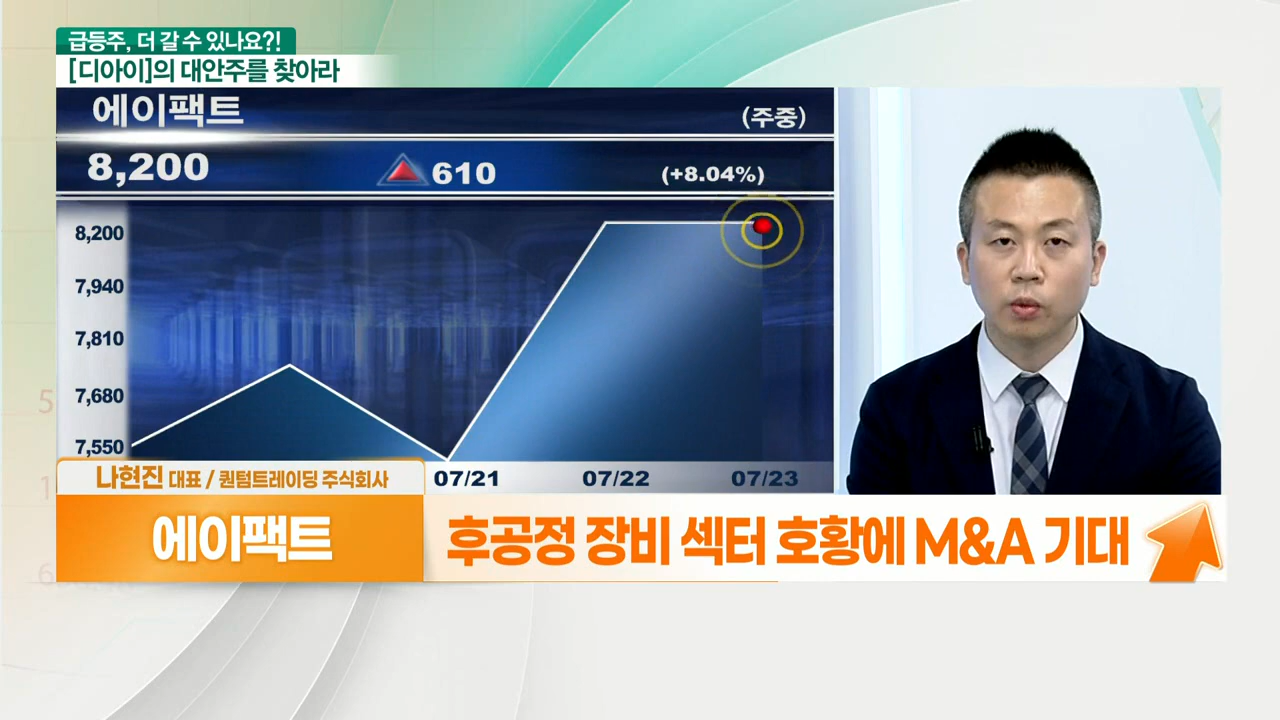 급등주, 더 갈 수 있나요?!
[디아이]의 대안주를 찾아라
에이팩트 (주중)
8,200 610 (+8.04%)
8,200
7,940
7,810
7,680
7,550
07/21 07/22 07/23
나현진 대표 / 퀀텀트레이딩 주식회사
에이팩트
후공정 장비 섹터 호황에 M&A 기대